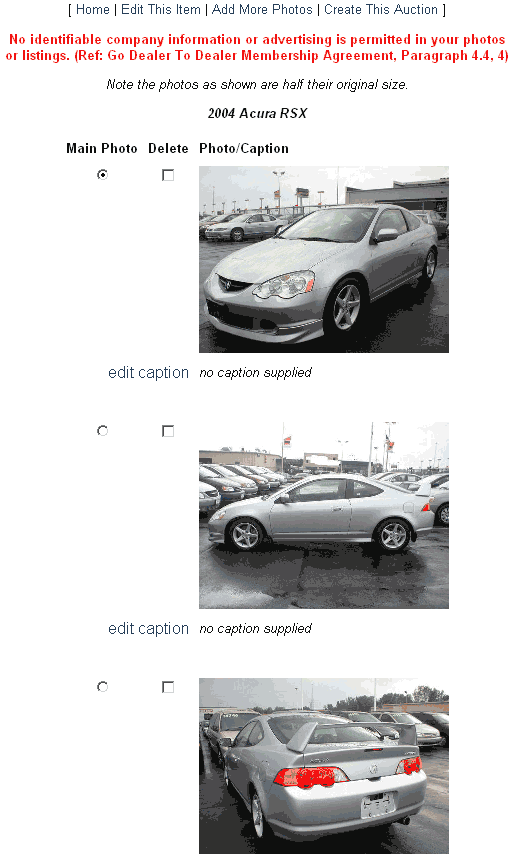 [ Home | Edit This Item | Add More Photos | Create This Auction ]
No identifiable company information or advertising is permitted in your photos
or listings. (Ref: Go Dealer To Dealer Membership Agreement, Paragraph 4.4, 4)
Note the photos as shown are half their original size.
2004 Acura RSX
Main Photo Delete Photo/Caption
edit caption no caption supplied
edit caption no caption supplied